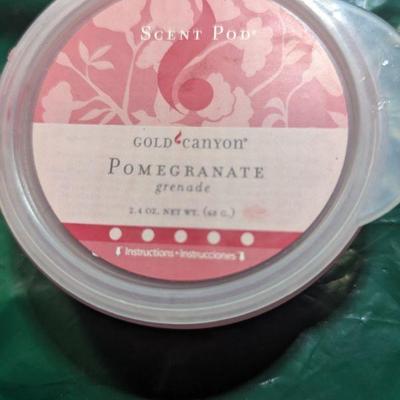 SCENT POD®
GOLD canyon®
POMEGRANATE
grenade
2.4 OZ. NET WT. (68 G.)
Instructions • Instrucciones